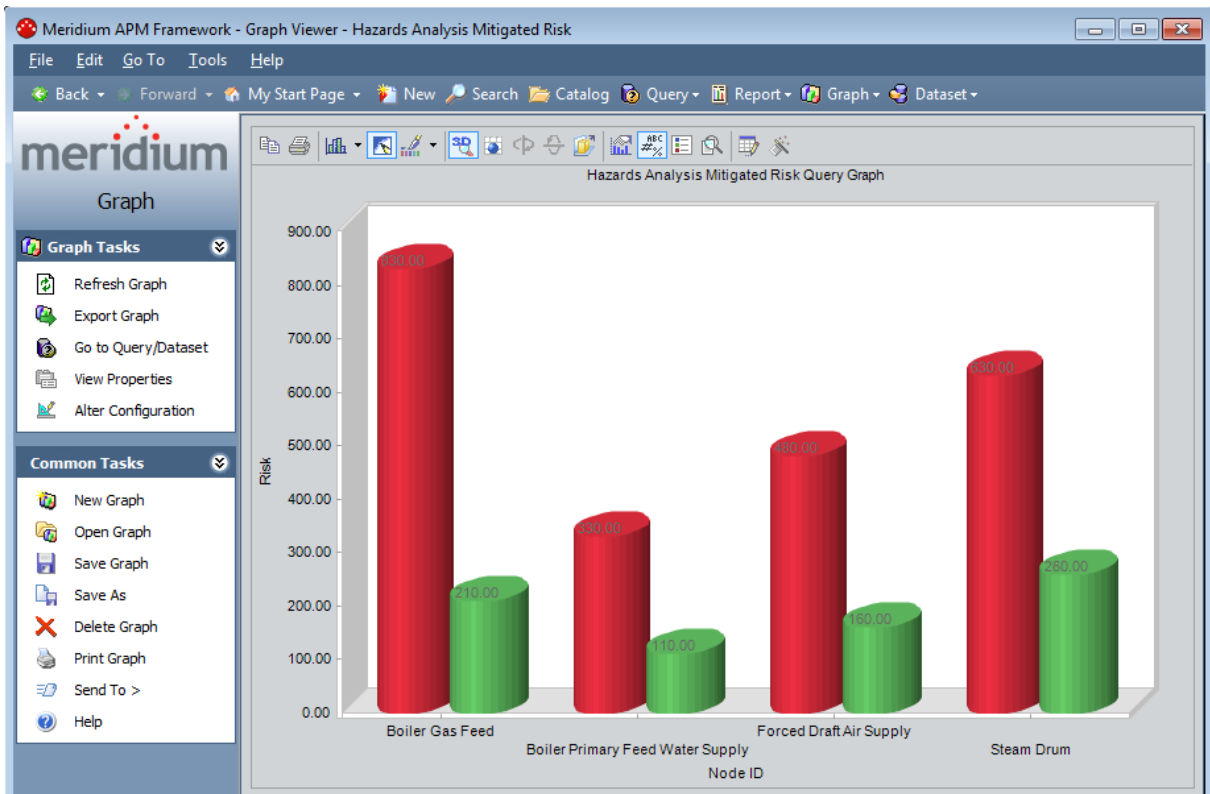 Meridium APM Framework - Graph Viewer - Hazards Analysis Mitigated Risk
File Edit Go To Tools Help
Back Forward My Start Page New Search Catalog Query Report Graph Dataset
meridium
Graph
Graph Tasks
Refresh Graph
Export Graph
Go to Query/Dataset
View Properties
Alter Configuration
Common Tasks
New Graph
Open Graph
Save Graph
Save As
Delete Graph
Print Graph
Send To >
Help
3D
ABC
#%
Hazards Analysis Mitigated Risk Query Graph
900.00
800.00
700.00
600.00
500.00
400.00
300.00
200.00
100.00
0.00
Risk
830.00
210.00
330.00
110.00
480.00
160.00
630.00
260.00
Boiler Gas Feed
Boiler Primary Feed Water Supply
Forced Draft Air Supply
Steam Drum
Node ID